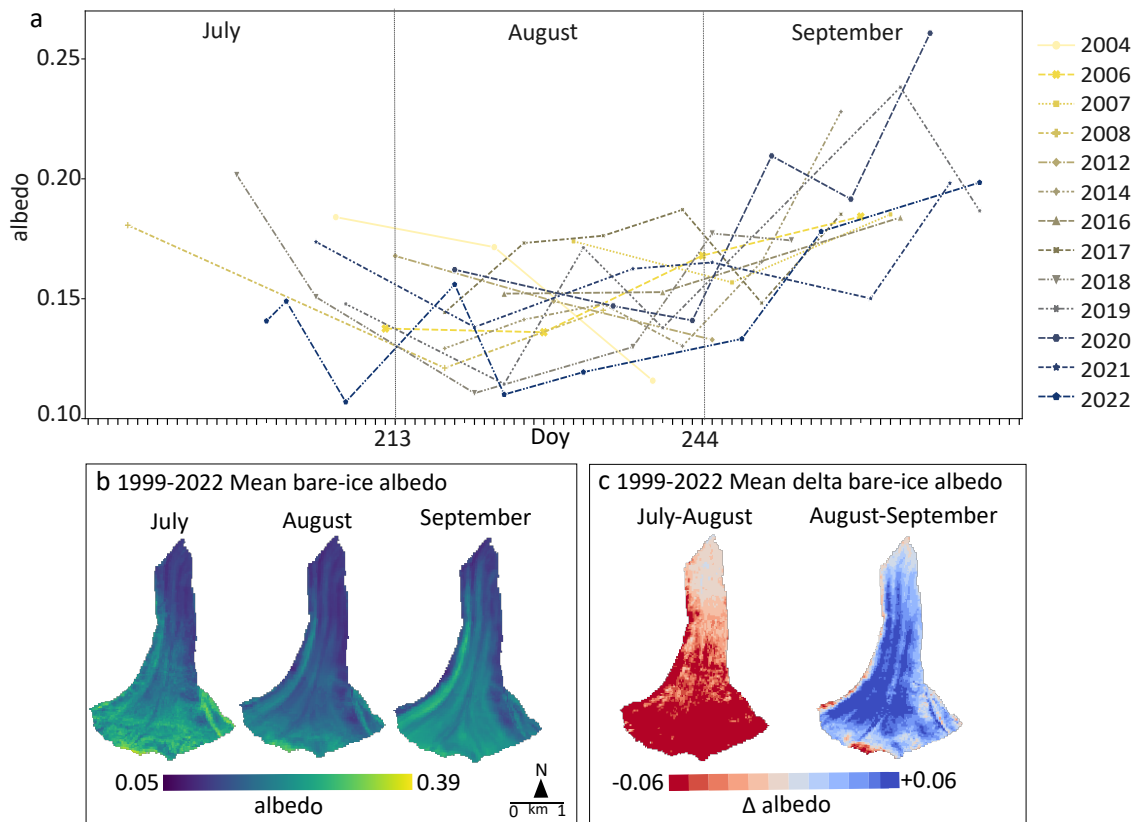 a
July August September
0.25
0.20
0.15
0.10
albedo
213 Doy 244
2004
2006
2007
2008
2012
2014
2016
2017
2018
2019
2020
2021
2022
b 1999-2022 Mean bare-ice albedo
July August September
0.05 0.39
albedo
N
0 km 1
c 1999-2022 Mean delta bare-ice albedo
July-August August-September
-0.06 +0.06
Δ albedo